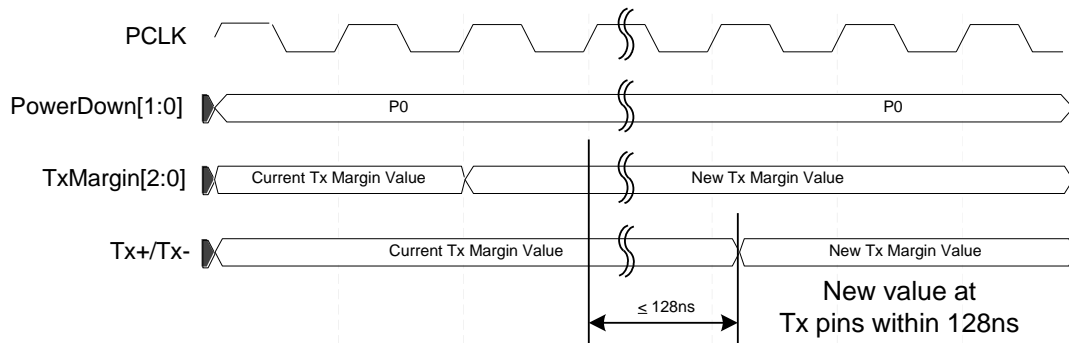 PCLK
PowerDown[1:0]
P0
P0
TxMargin[2:0]
Current Tx Margin Value
New Tx Margin Value
Tx+/Tx-
Current Tx Margin Value
New Tx Margin Value
≤ 128ns
New value at
Tx pins within 128ns